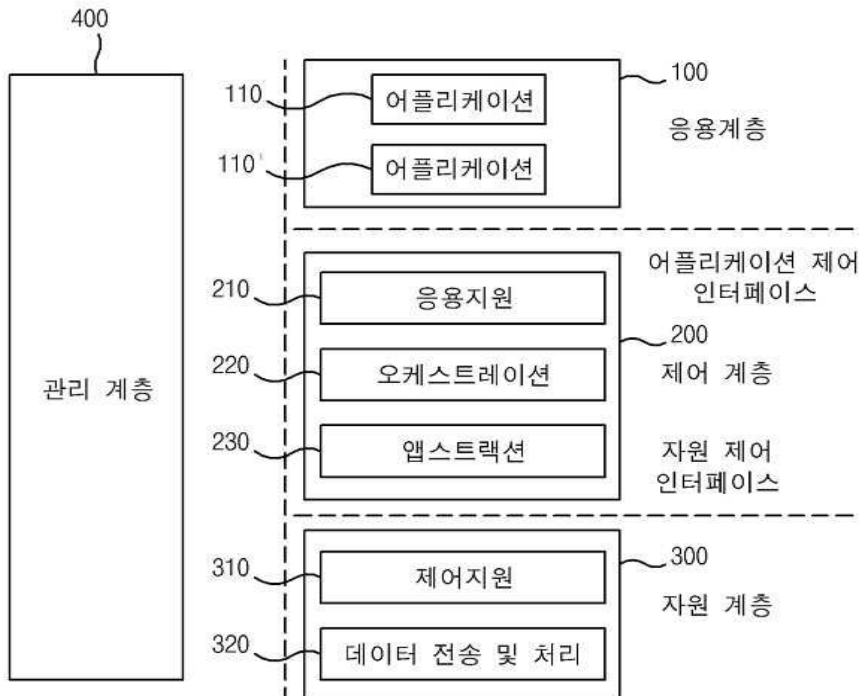 400
110
어플리케이션
100
응용계층
110'
어플리케이션
어플리케이션 제어
인터페이스
210
응용지원
200
220
오케스트레이션
제어 계층
관리 계층
230
앱스트랙션
자원 제어
인터페이스
310
제어지원
300
자원 계층
320
데이터 전송 및 처리